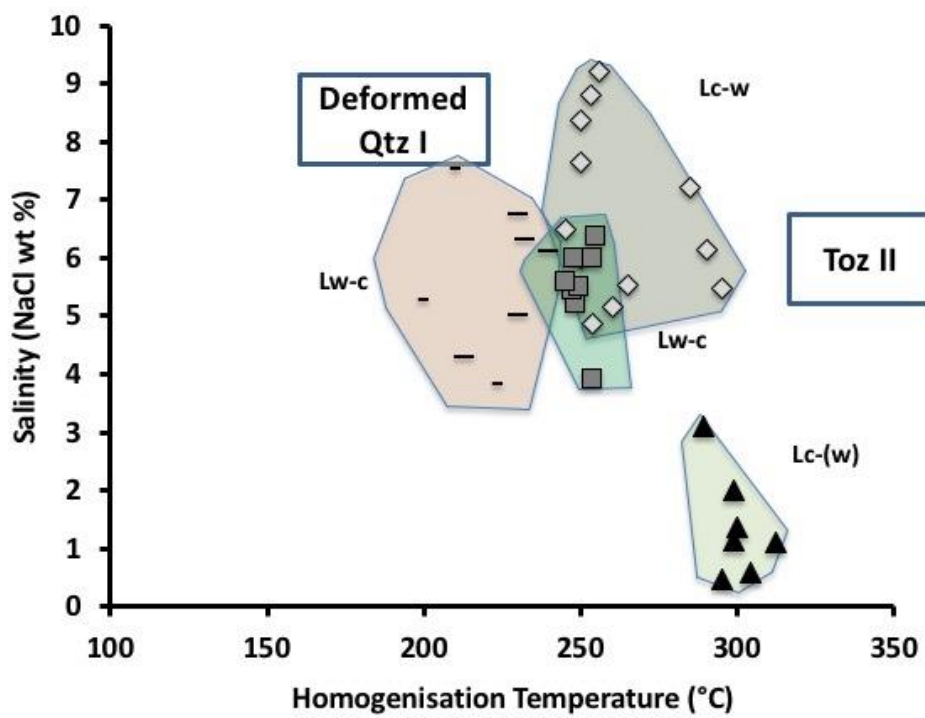 10
9
8
7
6
5
4
3
2
1
0
Salinity (NaCl wt %)
Deformed
Qtz I
Lc-w
Toz II
Lw-c
Lw-c
Lc-(w)
100 150 200 250 300 350
Homogenisation Temperature (°C)